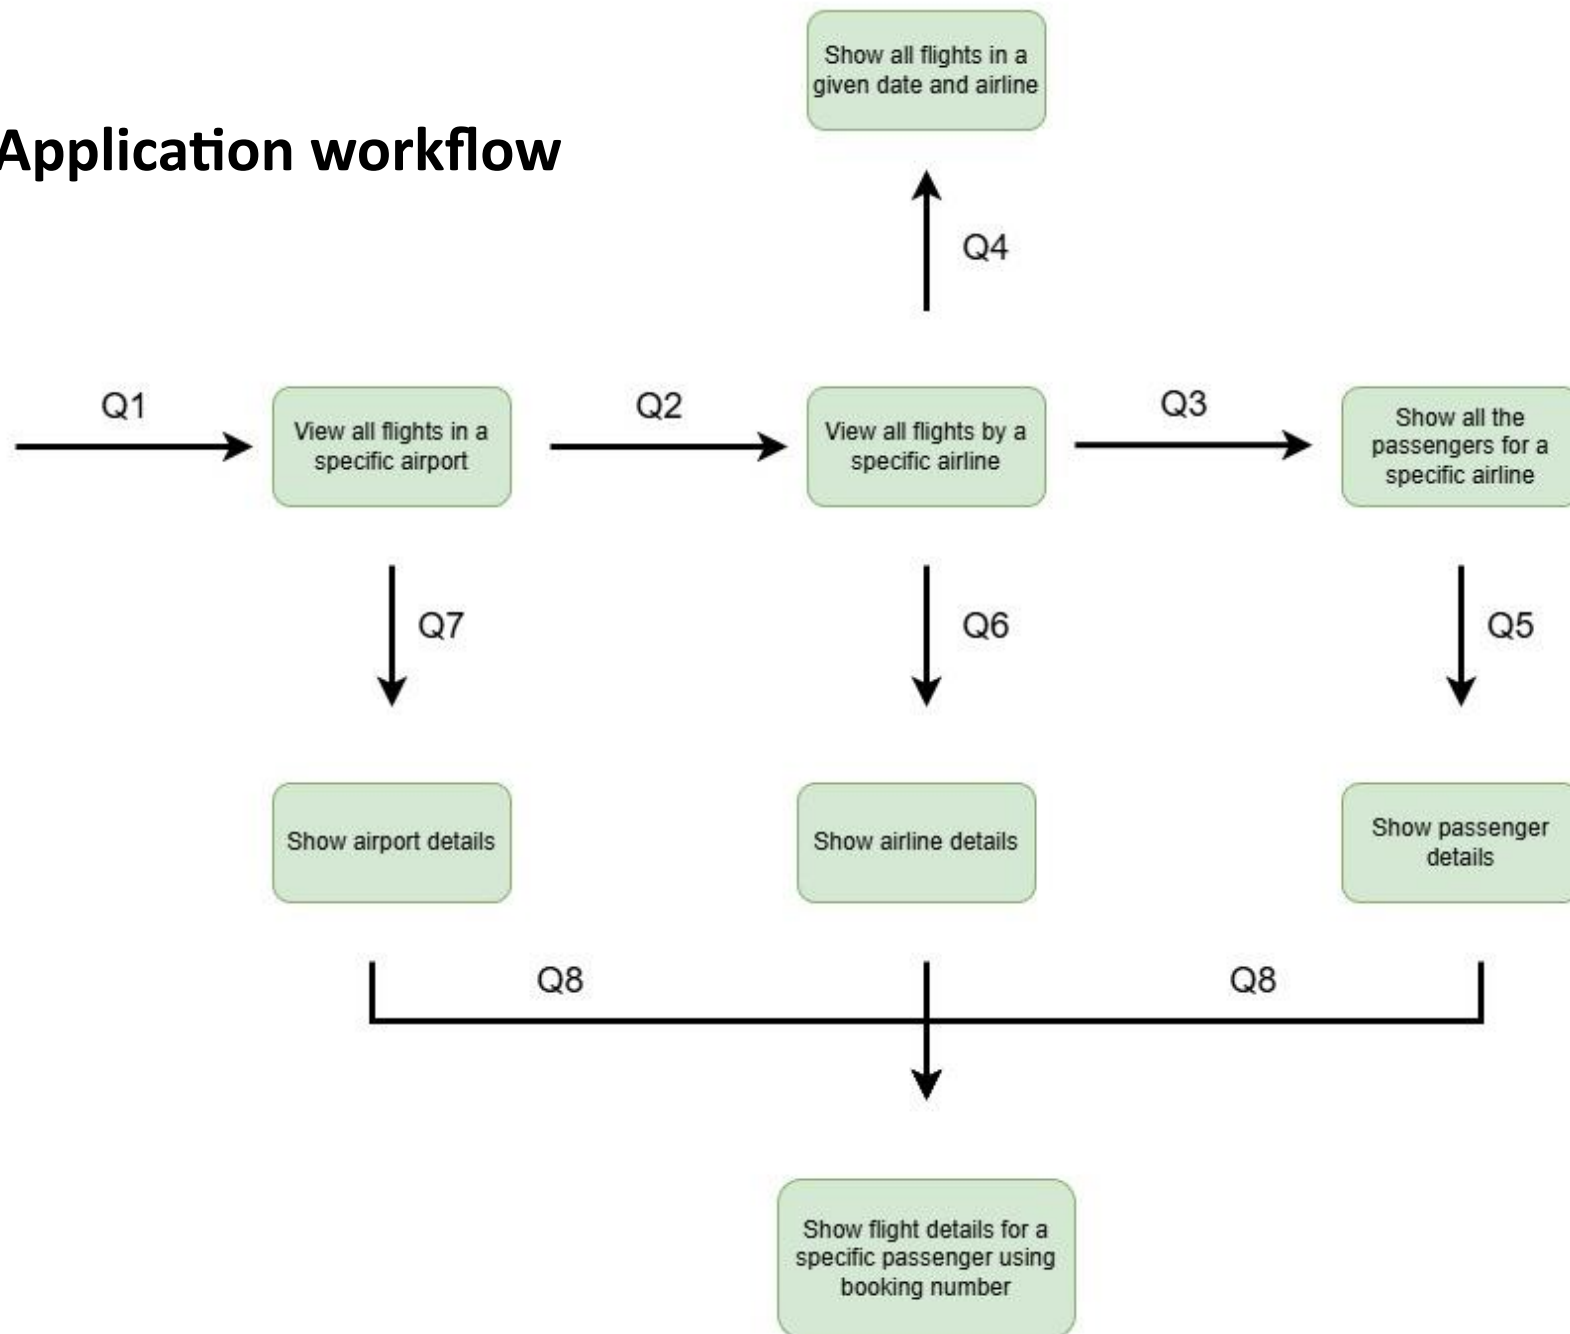 Show all flights in a
given date and airline
Application workflow
Q4
Q1
View all flights in a
specific airport
Q2
View all flights by a
specific airline
Q3
Show all the
passengers for a
specific airline
Q7
Q6
Q5
Show airport details
Show airline details
Show passenger
details
Q8
Q8
Show flight details for a
specific passenger using
booking number